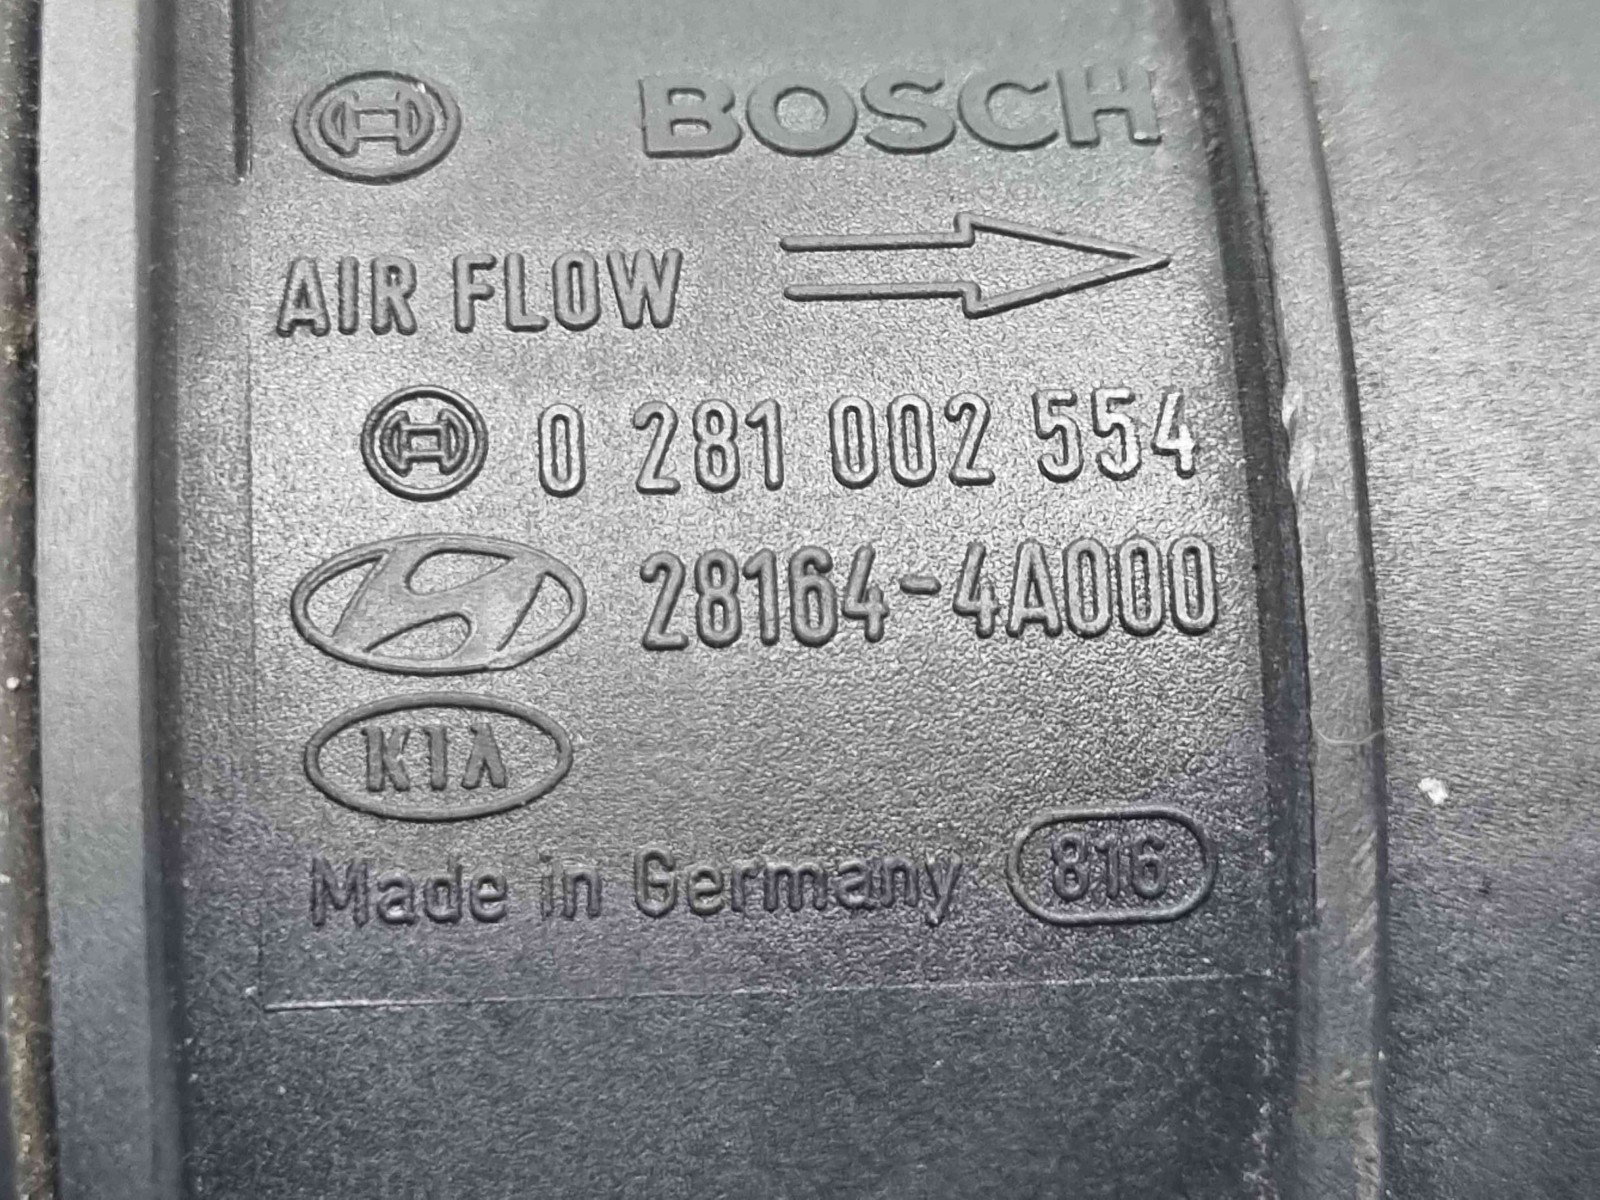 BOSCH
AIR FLOW
0 281 002 554
28164-4A000
KIA
Made in Germany 816